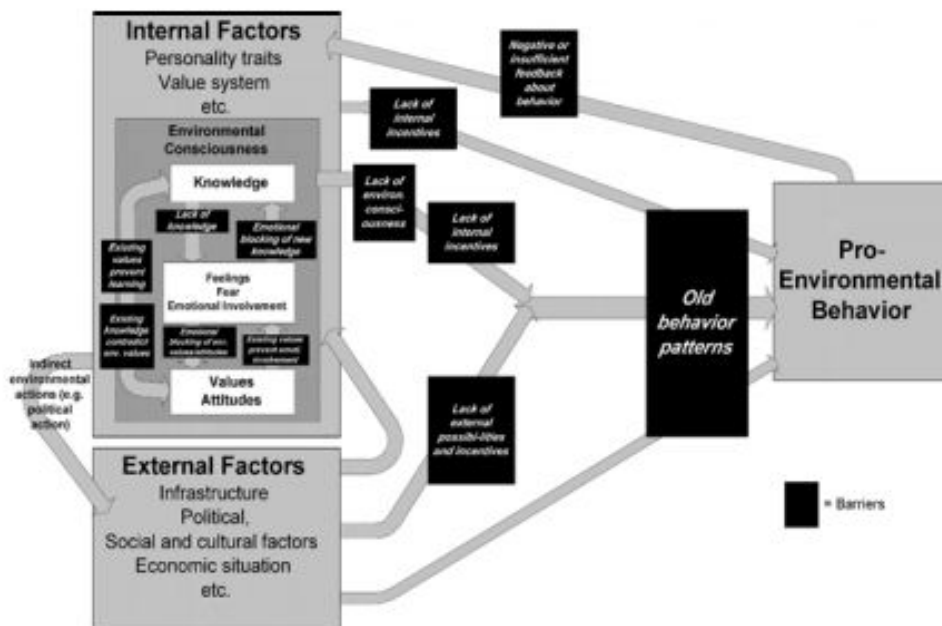 Internal Factors
Personality traits
Value system
etc.
Environmental
Consciousness
Knowledge
Lack of
knowledge
Emotional
blocking of new
knowledge
Existing
values
prevent
learning
Feelings
Fear
Emotional Involvement
Existing
knowledge
contradict
env. values
Emotional
blocking of env.
values/attitudes
Existing values
prevent emot.
involvement
Values
Attitudes
Indirect
environmental
actions (e.g.
political
action)
External Factors
Infrastructure
Political,
Social and cultural factors
Economic situation
etc.
Negative or
insufficient
feedback
about
behavior
Lack of
internal
incentives
Lack of
environ.
consci-
ousness
Lack of
internal
incentives
Lack of
external
possibi-lities
and incentives
Old
behavior
patterns
Pro-
Environmental
Behavior
= Barriers